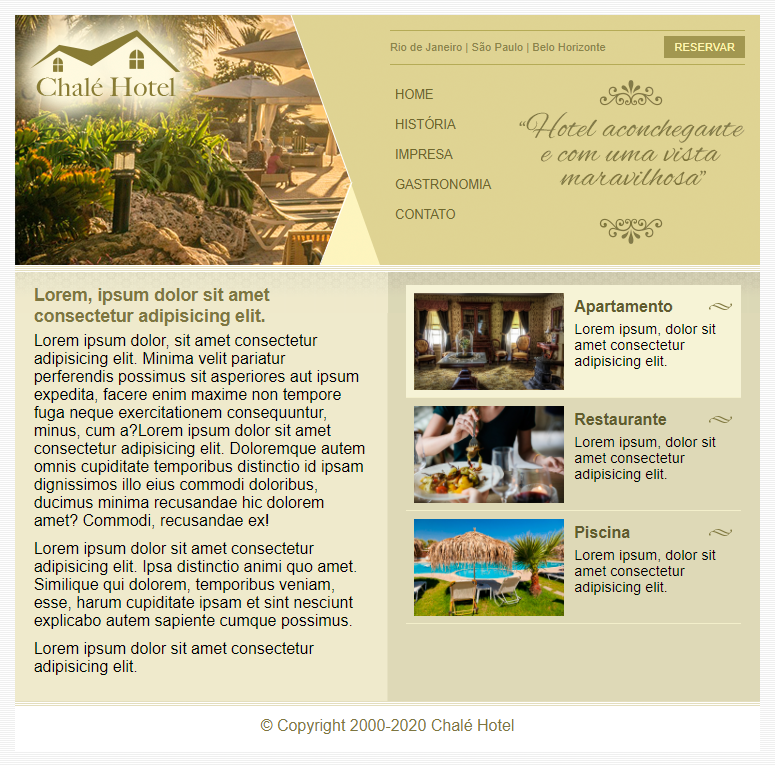 Chalé Hotel
Rio de Janeiro | São Paulo | Belo Horizonte
RESERVAR
HOME
HISTÓRIA
IMPRESA
GASTRONOMIA
CONTATO
“Hotel aconchegante
e com uma vista
maravilhosa”
Lorem, ipsum dolor sit amet
consectetur adipisicing elit.
Lorem ipsum dolor, sit amet consectetur
adipisicing elit. Minima velit pariatur
perferendis possimus sit asperiores aut ipsum
expedita, facere enim maxime non tempore
fuga neque exercitationem consequuntur,
minus, cum a?Lorem ipsum dolor sit amet
consectetur adipisicing elit. Doloremque autem
omnis cupiditate temporibus distinctio id ipsam
dignissimos illo eius commodi doloribus,
ducimus minima recusandae hic dolorem
amet? Commodi, recusandae ex!
Lorem ipsum dolor sit amet consectetur
adipisicing elit. Ipsa distinctio animi quo amet.
Similique qui dolorem, temporibus veniam,
esse, harum cupiditate ipsam et sint nesciunt
explicabo autem sapiente cumque possimus.
Lorem ipsum dolor sit amet consectetur
adipisicing elit.
Apartamento
Lorem ipsum, dolor sit
amet consectetur
adipisicing elit.
Restaurante
Lorem ipsum, dolor sit
amet consectetur
adipisicing elit.
Piscina
Lorem ipsum, dolor sit
amet consectetur
adipisicing elit.
© Copyright 2000-2020 Chalé Hotel